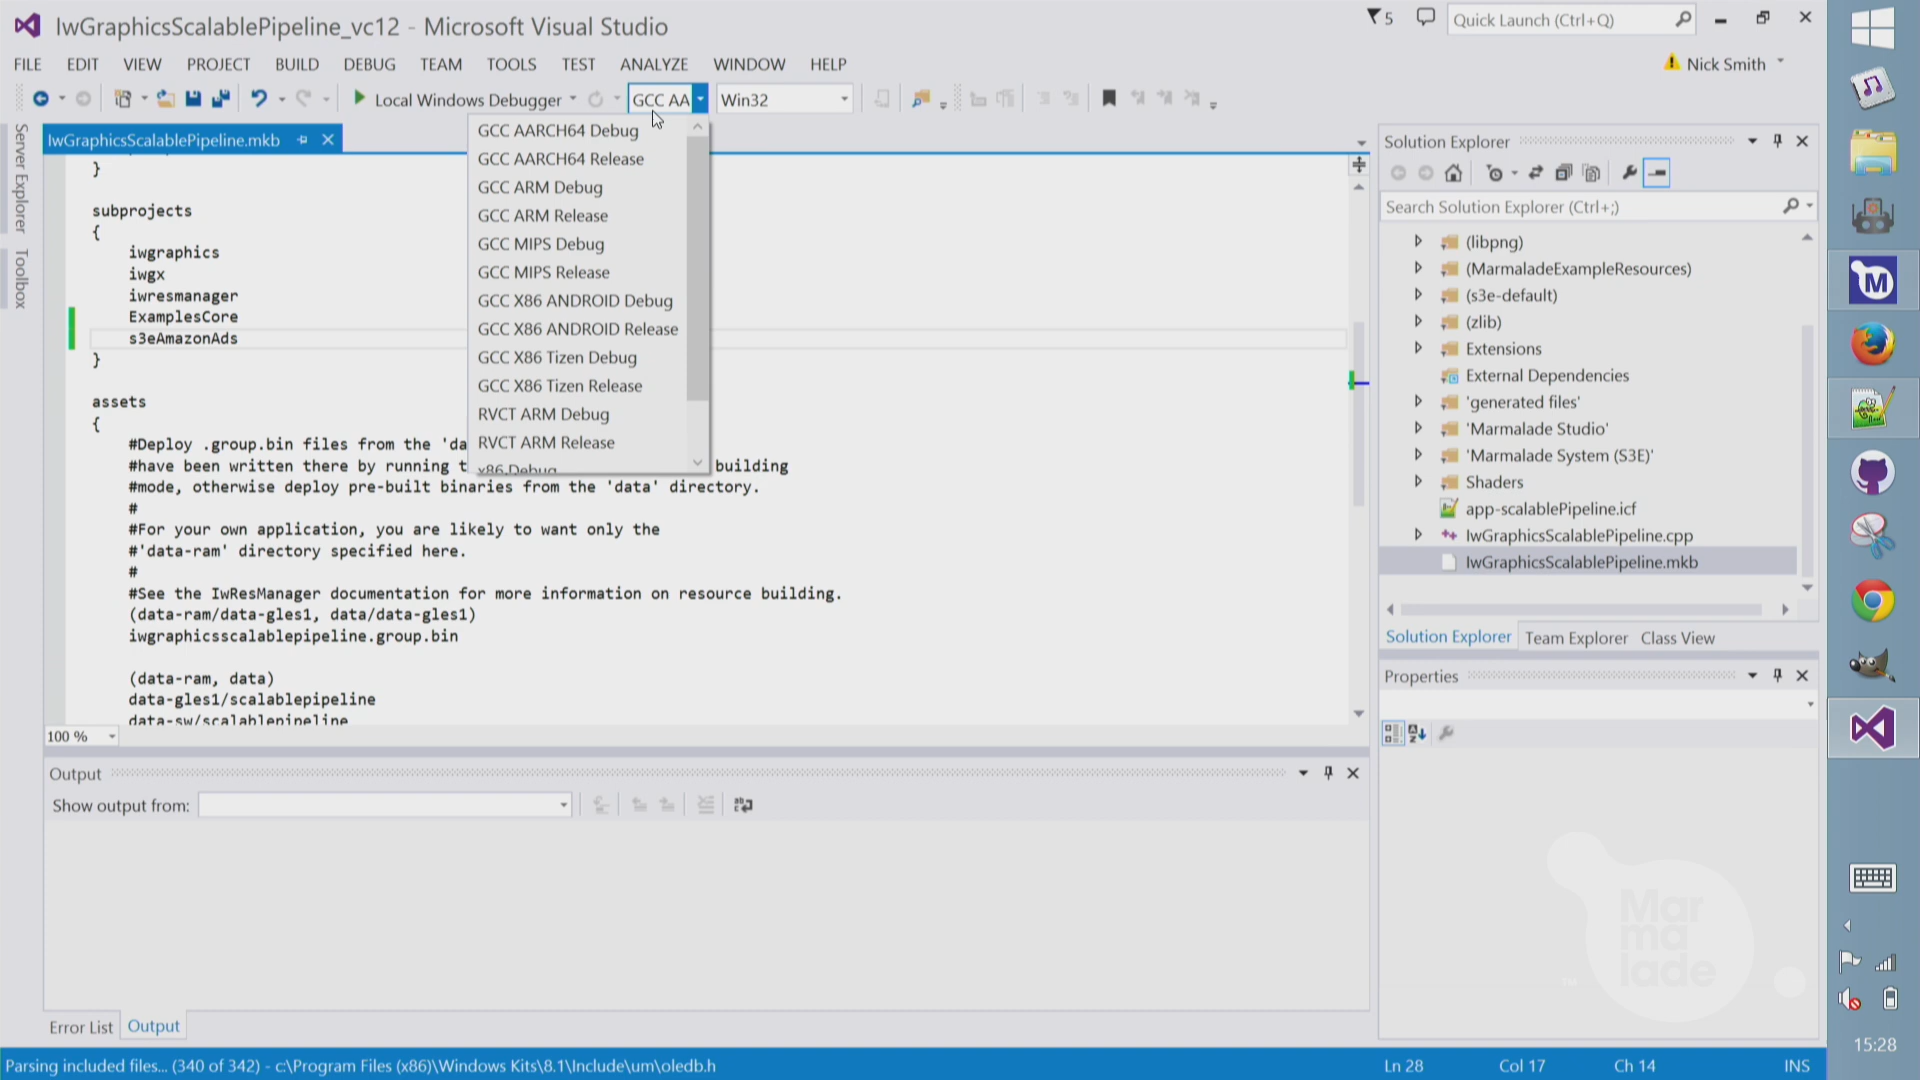 IwGraphicsScalablePipeline_vc12 - Microsoft Visual Studio
5
Quick Launch (Ctrl+Q)
FILE EDIT VIEW PROJECT BUILD DEBUG TEAM TOOLS TEST ANALYZE WINDOW HELP
Nick Smith
Local Windows Debugger
GCC AA
Win32
Server Explorer
Toolbox
IwGraphicsScalablePipeline.mkb
}
subprojects
{
iwgraphics
iwgx
iwresmanager
ExamplesCore
s3eAmazonAds
}
assets
{
#Deploy .group.bin files from the 'da
#have been written there by running t building
#mode, otherwise deploy pre-built binaries from the 'data' directory.
#
#For your own application, you are likely to want only the
#'data-ram' directory specified here.
#
#See the IwResManager documentation for more information on resource building.
(data-ram/data-gles1, data/data-gles1)
iwgraphicsscalablepipeline.group.bin
(data-ram, data)
data-gles1/scalablepipeline
data-sw/scalablepipeline
GCC AARCH64 Debug
GCC AARCH64 Release
GCC ARM Debug
GCC ARM Release
GCC MIPS Debug
GCC MIPS Release
GCC X86 ANDROID Debug
GCC X86 ANDROID Release
GCC X86 Tizen Debug
GCC X86 Tizen Release
RVCT ARM Debug
RVCT ARM Release
x86 Debug
100 %
Output
Show output from:
Error List Output
Solution Explorer
Search Solution Explorer (Ctrl+;)
(libpng)
(MarmaladeExampleResources)
(s3e-default)
(zlib)
Extensions
External Dependencies
'generated files'
'Marmalade Studio'
'Marmalade System (S3E)'
Shaders
app-scalablePipeline.icf
IwGraphicsScalablePipeline.cpp
IwGraphicsScalablePipeline.mkb
Solution Explorer Team Explorer Class View
Properties
Mar
ma
lade
TM
15:28
Parsing included files... (340 of 342) - c:\Program Files (x86)\Windows Kits\8.1\Include\um\oledb.h
Ln 28 Col 17 Ch 14 INS